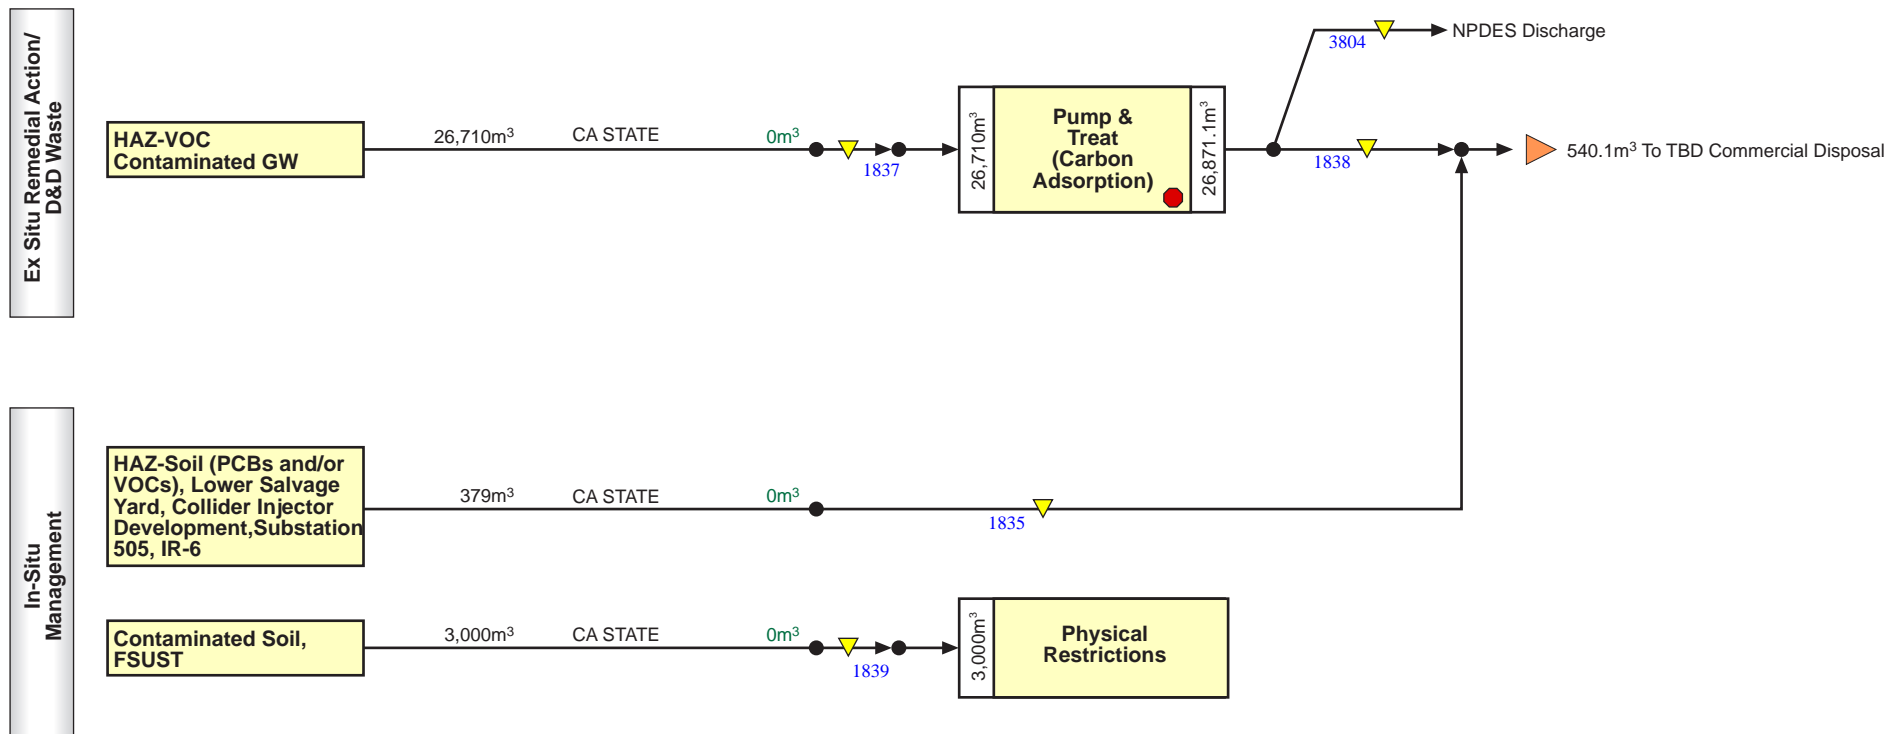 Ex Situ Remedial Action/
D&D Waste
HAZ-VOC
Contaminated GW
26,710m³
CA STATE
0m³
1837
26,710m³
Pump &
Treat
(Carbon
Adsorption)
26,871.1m³
3804
NPDES Discharge
1838
540.1m³ To TBD Commercial Disposal
In-Situ
Management
HAZ-Soil (PCBs and/or
VOCs), Lower Salvage
Yard, Collider Injector
Development,Substation
505, IR-6
379m³
CA STATE
0m³
1835
Contaminated Soil,
FSUST
3,000m³
CA STATE
0m³
1839
3,000m³
Physical
Restrictions